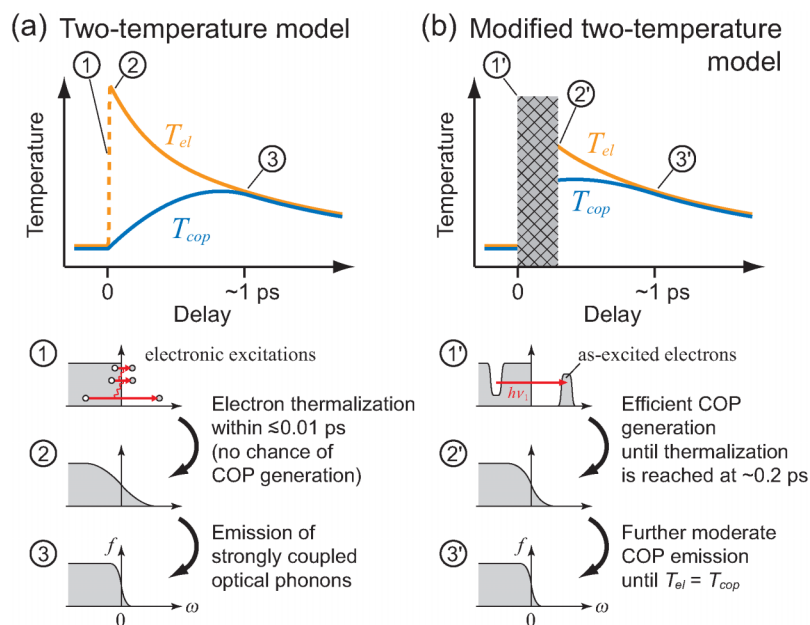 (a) Two-temperature model
1
2
Temperature
T_el
3
T_cop
0
~1 ps
Delay
1
electronic excitations
Electron thermalization
within ≤0.01 ps
(no chance of
COP generation)
2
Emission of
strongly coupled
optical phonons
3
f
ω
0
(b) Modified two-temperature
model
1'
2'
Temperature
T_el
3'
T_cop
0
~1 ps
Delay
1'
as-excited electrons
hν₁
Efficient COP
generation
until thermalization
is reached at ~0.2 ps
2'
Further moderate
COP emission
until T_el = T_cop
3'
f
ω
0